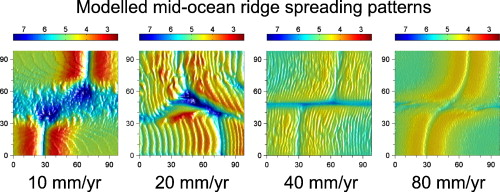 Modelled mid-ocean ridge spreading patterns
7 6 5 4 3 7 6 5 4 3 7 6 5 4 3 7 6 5 4 3
90 90 90 90
60 60 60 60
30 30 30 30
0 0 0 0
0 30 60 90 0 30 60 90 0 30 60 90 0 30 60 90
10 mm/yr 20 mm/yr 40 mm/yr 80 mm/yr